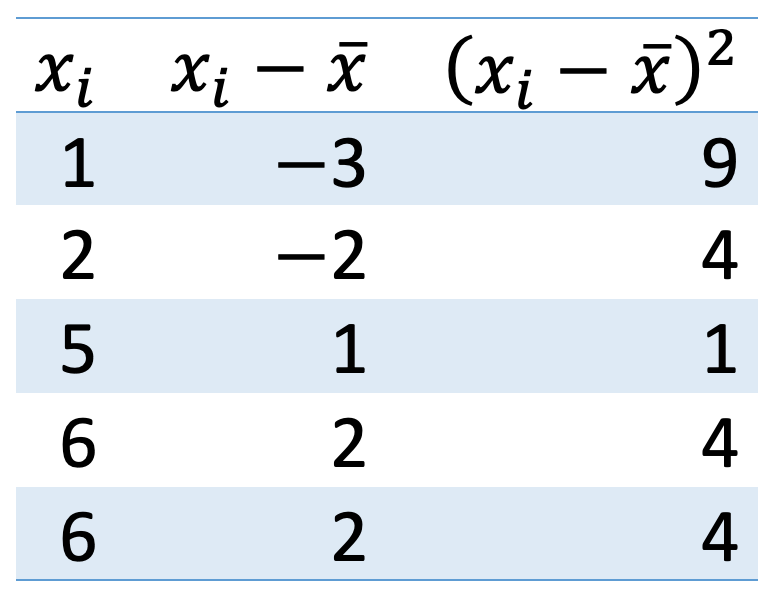 xᵢ xᵢ − x̄ (xᵢ − x̄)²
1 −3 9
2 −2 4
5 1 1
6 2 4
6 2 4